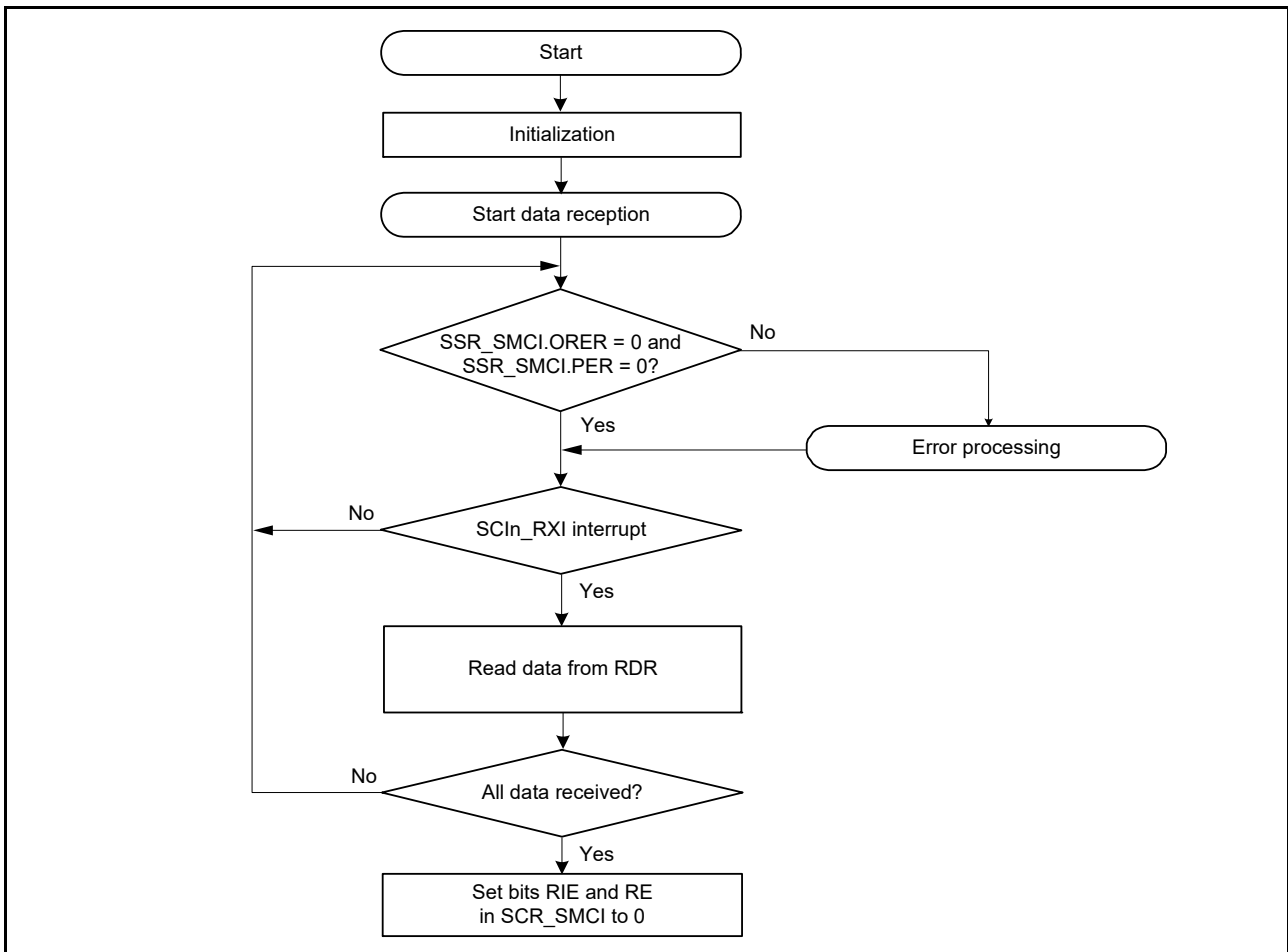 Start
Initialization
Start data reception
SSR_SMCI.ORER = 0 and
SSR_SMCI.PER = 0?
No
Yes
Error processing
No
SCIn_RXI interrupt
Yes
Read data from RDR
No
All data received?
Yes
Set bits RIE and RE
in SCR_SMCI to 0